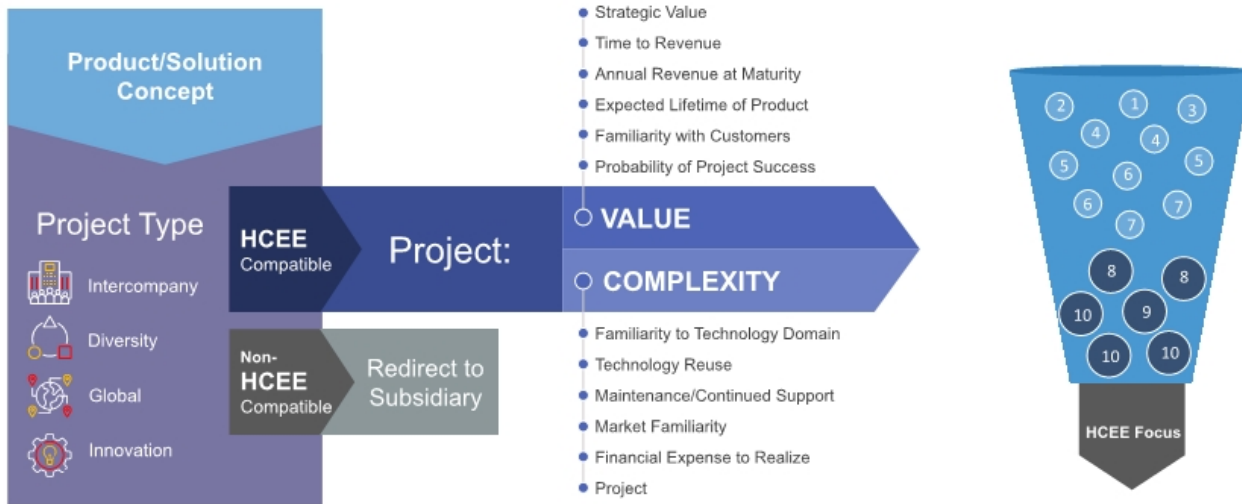 Product/Solution
Concept
Project Type
Intercompany
Diversity
Global
Innovation
HCEE
Compatible
Project:
Non-
HCEE
Compatible
Redirect to
Subsidiary
Strategic Value
Time to Revenue
Annual Revenue at Maturity
Expected Lifetime of Product
Familiarity with Customers
Probability of Project Success
VALUE
COMPLEXITY
Familiarity to Technology Domain
Technology Reuse
Maintenance/Continued Support
Market Familiarity
Financial Expense to Realize
Project
2 1 3
4 4
5 6 5
6 7
7
8 8
10 9
10 10
HCEE Focus